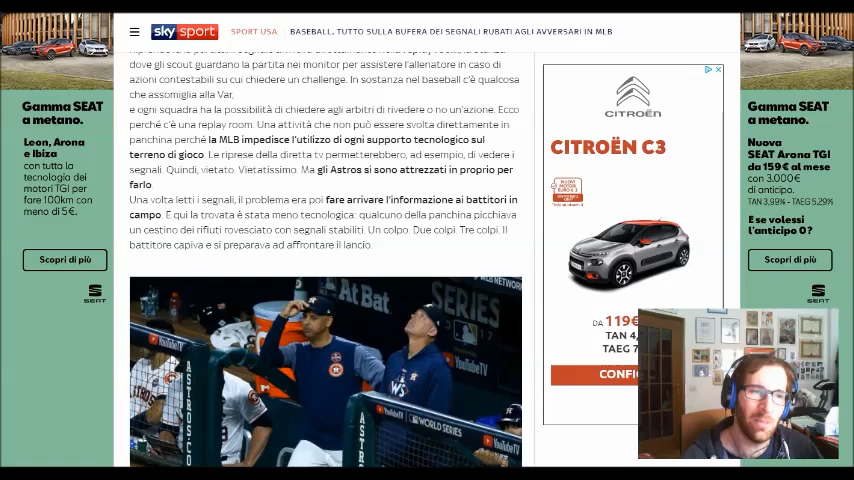 sky sport
SPORT USA
BASEBALL, TUTTO SULLA BUFERA DEI SEGNALI RUBATI AGLI AVVERSARI IN MLB
dove gli scout guardano la partita nei monitor per assistere l'allenatore in caso di
azioni contestabili su cui chiedere un challenge. In sostanza nel baseball c'è qualcosa
che assomiglia alla Var,
e ogni squadra ha la possibilità di chiedere agli arbitri di rivedere o no un'azione. Ecco
perché c'è una replay room. Una attività che non può essere svolta direttamente in
panchina perché la MLB impedisce l'utilizzo di ogni supporto tecnologico sul
terreno di gioco. Le riprese della diretta tv permetterebbero, ad esempio, di vedere i
segnali. Quindi, vietato. Vietatissimo. Ma gli Astros si sono attrezzati in proprio per
farlo
Una volta letti i segnali, il problema era poi fare arrivare l'informazione ai battitori in
campo. E qui la trovata è stata meno tecnologica: qualcuno della panchina picchiava
un cestino dei rifiuti rovesciato con segnali stabiliti. Un colpo. Due colpi. Tre colpi. Il
battitore capiva e si preparava ad affrontare il lancio.
Gamma SEAT
a metano.
Leon, Arona
e Ibiza
con tutta la
tecnologia dei
motori TGI per
fare 100km con
meno di 5€.
Scopri di più
SEAT
CITROËN
CITROËN C3
DA 119€
TAN 4,
TAEG 7
CONFI
Gamma SEAT
a metano.
Nuova
SEAT Arona TGI
da 159€ al mese
con 3.000€
di anticipo.
TAN 3,99% - TAEG 5,29%
E se volessi
l'anticipo 0?
Scopri di più
SEAT
At Bat
SERIES
MLB NETWORK
YouTubeTV
YouTubeTV
YouTubeTV
WS
ASTROS.CO
ASTROS
YouTubeTV
WORLD SERIES
YouTubeTV